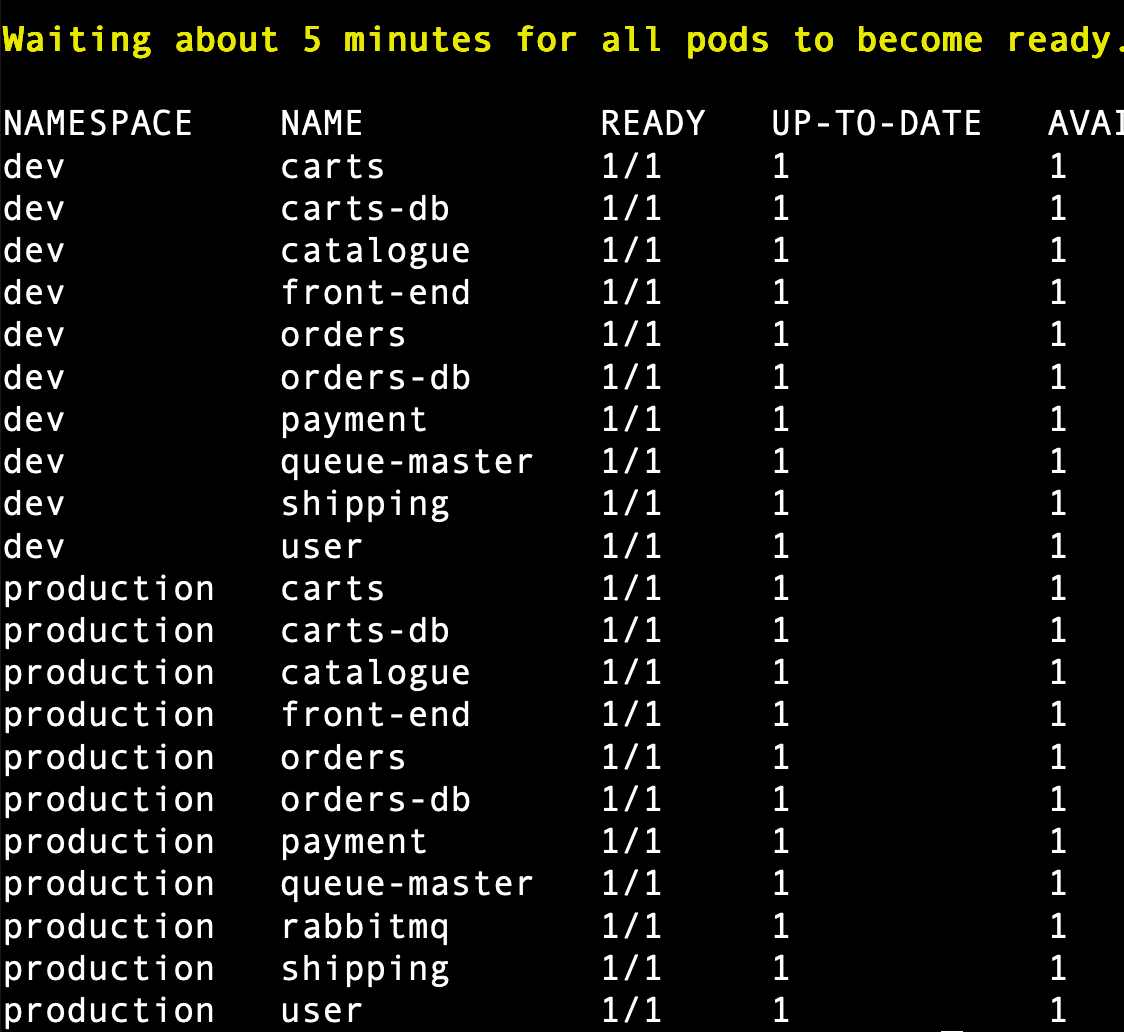 Waiting about 5 minutes for all pods to become ready.
NAMESPACE NAME READY UP-TO-DATE AVAI
dev carts 1/1 1 1
dev carts-db 1/1 1 1
dev catalogue 1/1 1 1
dev front-end 1/1 1 1
dev orders 1/1 1 1
dev orders-db 1/1 1 1
dev payment 1/1 1 1
dev queue-master 1/1 1 1
dev shipping 1/1 1 1
dev user 1/1 1 1
production carts 1/1 1 1
production carts-db 1/1 1 1
production catalogue 1/1 1 1
production front-end 1/1 1 1
production orders 1/1 1 1
production orders-db 1/1 1 1
production payment 1/1 1 1
production queue-master 1/1 1 1
production rabbitmq 1/1 1 1
production shipping 1/1 1 1
production user 1/1 1 1